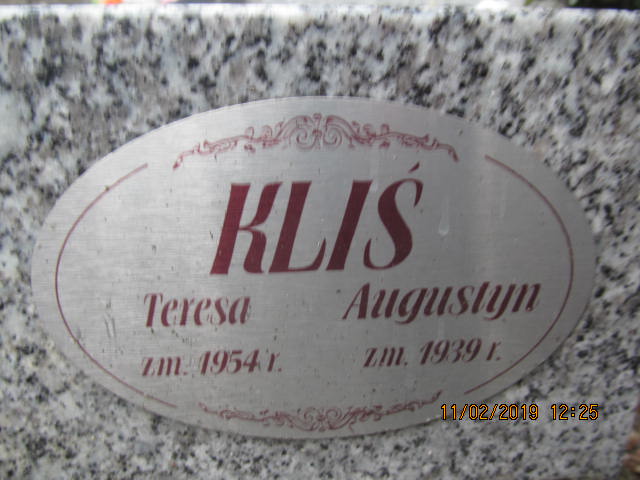 KLIŚ
Teresa Augustyn
zm. 1954 r. zm. 1939 r.
11/02/2019 12:25